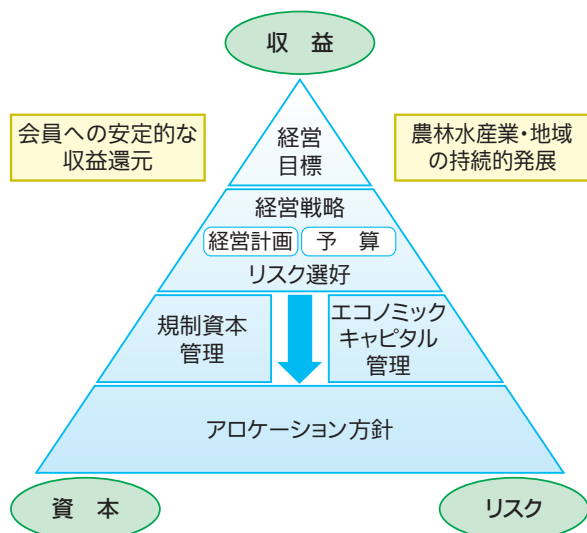 収　益
会員への安定的な
収益還元
農林水産業・地域
の持続的発展
経営
目標
経営戦略
経営計画
予　算
リスク選好
規制資本
管理
エコノミック
キャピタル
管理
アロケーション方針
資　本
リスク